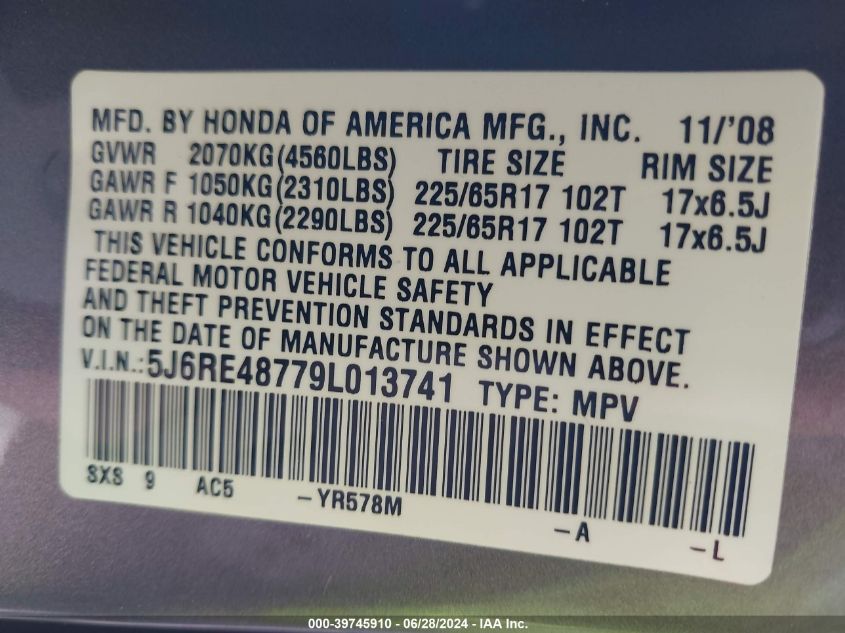 MFD. BY HONDA OF AMERICA MFG., INC. 11/'08
GVWR 2070KG(4560LBS) TIRE SIZE RIM SIZE
GAWR F 1050KG(2310LBS) 225/65R17 102T 17x6.5J
GAWR R 1040KG(2290LBS) 225/65R17 102T 17x6.5J
THIS VEHICLE CONFORMS TO ALL APPLICABLE
FEDERAL MOTOR VEHICLE SAFETY
AND THEFT PREVENTION STANDARDS IN EFFECT
ON THE DATE OF MANUFACTURE SHOWN ABOVE.
V.I.N.:5J6RE48779L013741 TYPE: MPV
SXS 9 AC5 -YR578M -A -L
000-39745910 / 06/28/2024 - IAA Inc.